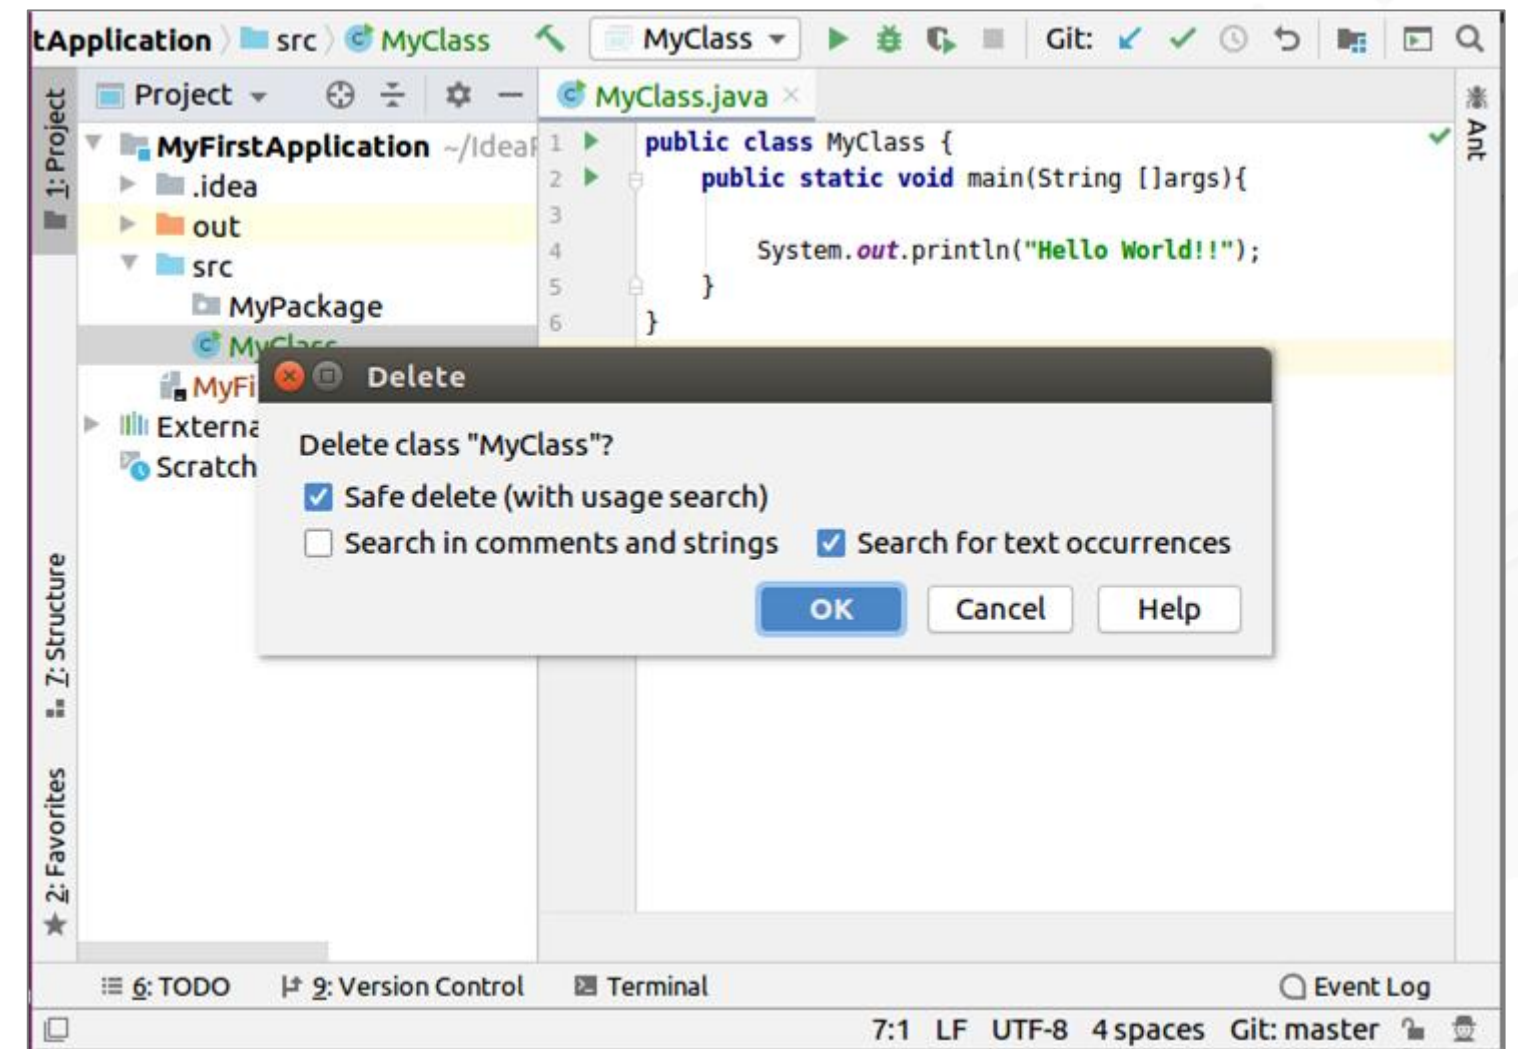 tApplication src MyClass MyClass Git:
1: Project
Project
MyClass.java
Ant
MyFirstApplication ~/Idea
.idea
out
src
MyPackage
MyClass
MyFi
Externa
Scratch
1 public class MyClass {
2 public static void main(String []args){
3
4 System.out.println("Hello World!!");
5 }
6 }
Delete
Delete class "MyClass"?
Safe delete (with usage search)
Search in comments and strings Search for text occurrences
OK Cancel Help
7: Structure
2: Favorites
6: TODO 9: Version Control Terminal Event Log
7:1 LF UTF-8 4 spaces Git: master